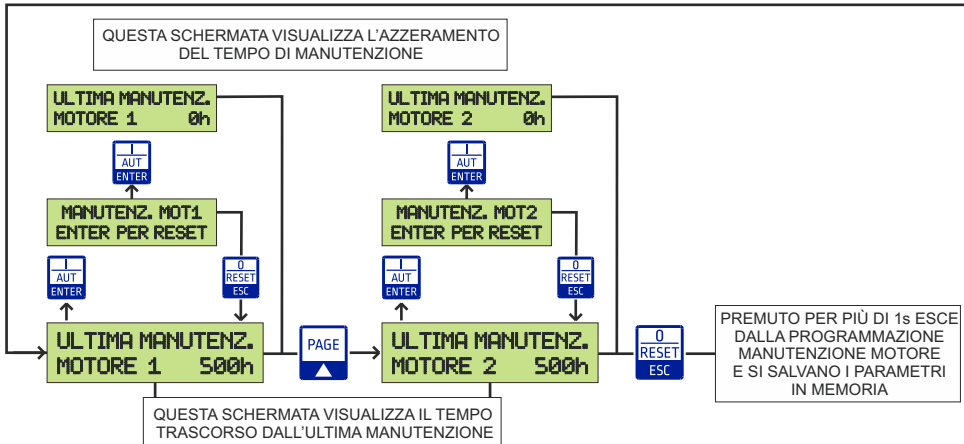 QUESTA SCHERMATA VISUALIZZA L'AZZERAMENTO
DEL TEMPO DI MANUTENZIONE
ULTIMA MANUTENZ.
MOTORE 1 0h
ULTIMA MANUTENZ.
MOTORE 2 0h
I
AUT
ENTER
I
AUT
ENTER
MANUTENZ. MOT1
ENTER PER RESET
MANUTENZ. MOT2
ENTER PER RESET
I
AUT
ENTER
0
RESET
ESC
I
AUT
ENTER
0
RESET
ESC
ULTIMA MANUTENZ.
MOTORE 1 500h
PAGE
ULTIMA MANUTENZ.
MOTORE 2 500h
0
RESET
ESC
PREMUTO PER PIÙ DI 1s ESCE
DALLA PROGRAMMAZIONE
MANUTENZIONE MOTORE
E SI SALVANO I PARAMETRI
IN MEMORIA
QUESTA SCHERMATA VISUALIZZA IL TEMPO
TRASCORSO DALL'ULTIMA MANUTENZIONE